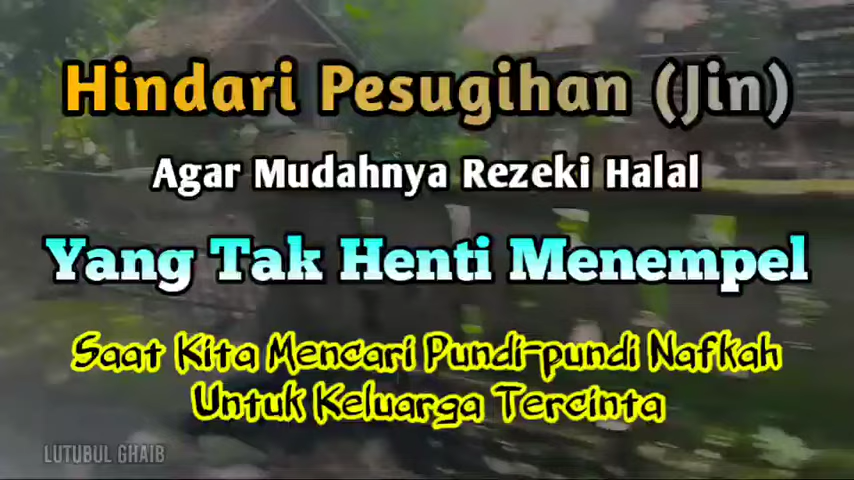 Hindari Pesugihan (Jin)
Agar Mudahnya Rezeki Halal
Yang Tak Henti Menempel
Saat Kita Mencari Pundi-pundi Nafkah
Untuk Keluarga Tercinta
LUTUBUL GHAIB